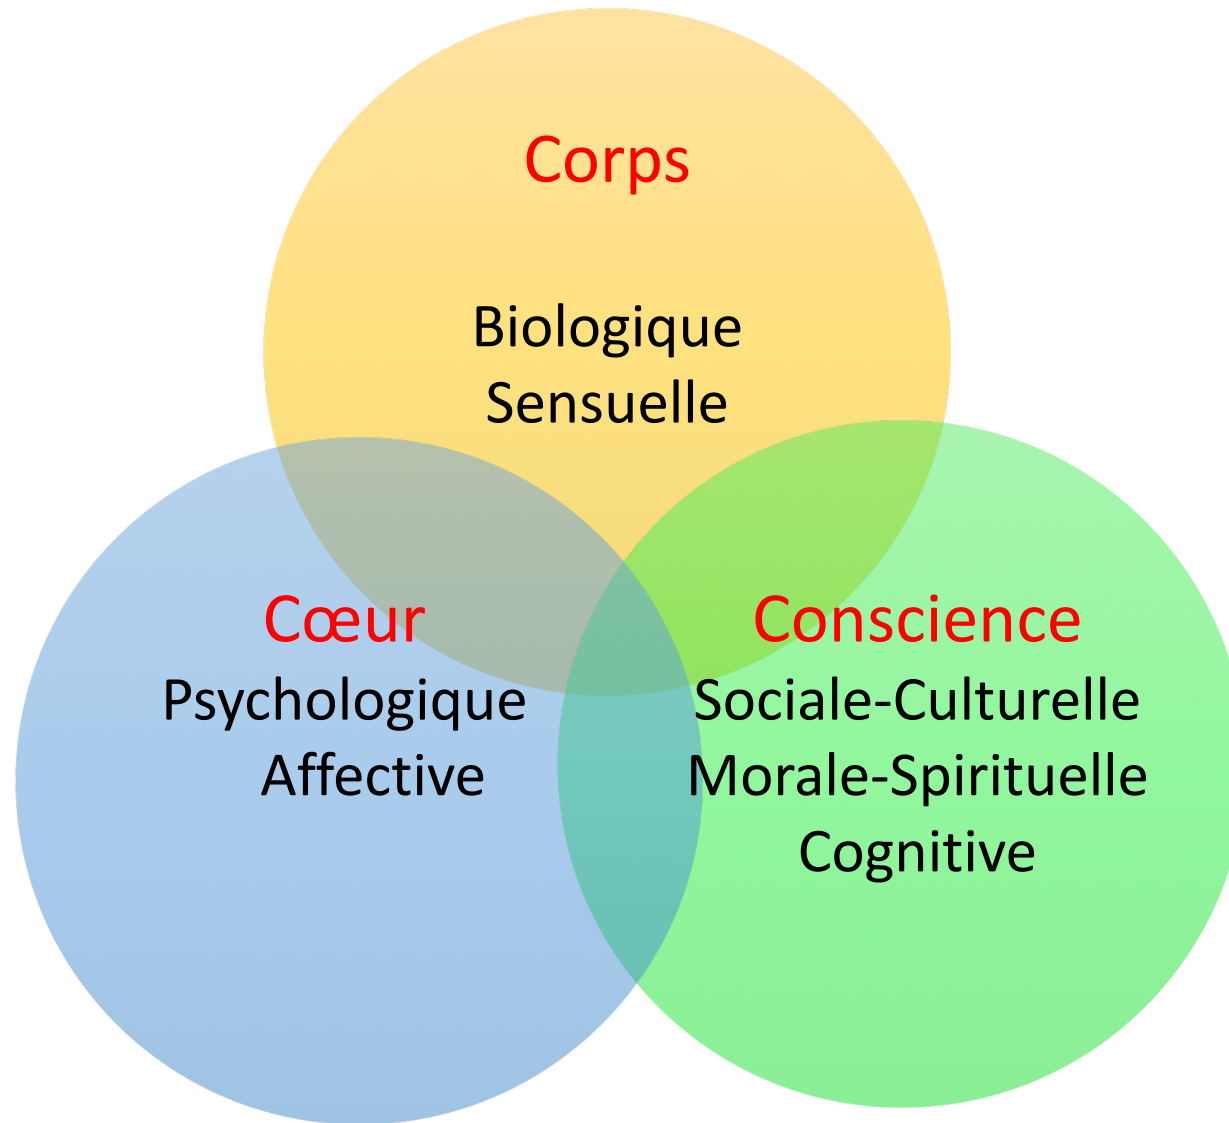 Corps
Biologique
Sensuelle
Cœur
Psychologique
Affective
Conscience
Sociale-Culturelle
Morale-Spirituelle
Cognitive